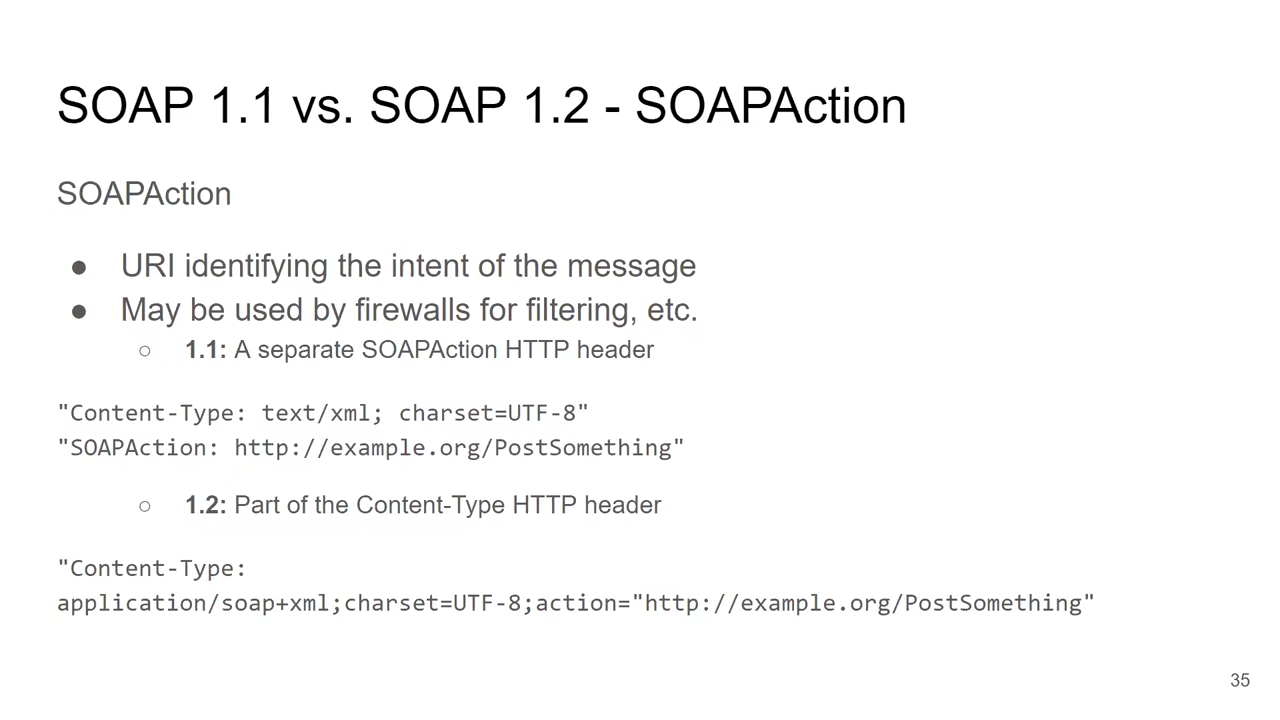 SOAP 1.1 vs. SOAP 1.2 - SOAPAction
SOAPAction
● URI identifying the intent of the message
● May be used by firewalls for filtering, etc.
○ 1.1: A separate SOAPAction HTTP header
"Content-Type: text/xml; charset=UTF-8"
"SOAPAction: http://example.org/PostSomething"
○ 1.2: Part of the Content-Type HTTP header
"Content-Type:
application/soap+xml;charset=UTF-8;action="http://example.org/PostSomething"
35